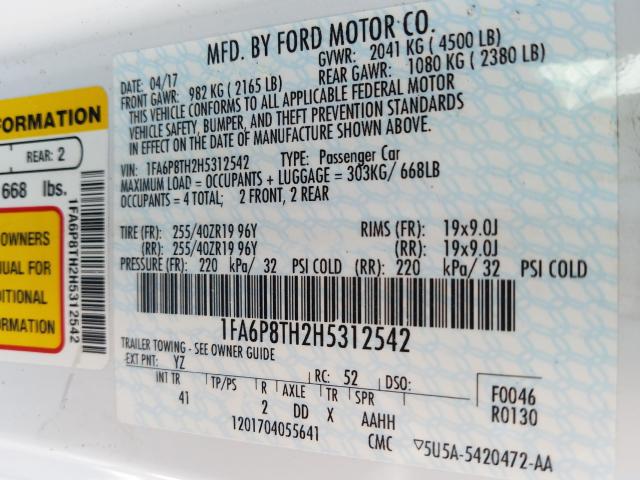 MFD. BY FORD MOTOR CO.
DATE: 04/17 GVWR: 2041 KG ( 4500 LB)
FRONT GAWR: 982 KG ( 2165 LB) REAR GAWR: 1080 KG ( 2380 LB)
THIS VEHICLE CONFORMS TO ALL APPLICABLE FEDERAL MOTOR
VEHICLE SAFETY, BUMPER, AND THEFT PREVENTION STANDARDS
IN EFFECT ON THE DATE OF MANUFACTURE SHOWN ABOVE.
VIN: 1FA6P8TH2H5312542 TYPE: Passenger Car
MAXIMUM LOAD = OCCUPANTS + LUGGAGE = 303KG/ 668LB
OCCUPANTS = 4 TOTAL; 2 FRONT, 2 REAR
TIRE (FR): 255/40ZR19 96Y RIMS (FR): 19x9.0J
(RR): 255/40ZR19 96Y (RR): 19x9.0J
PRESSURE (FR): 220 kPa/ 32 PSI COLD (RR): 220 kPa/ 32 PSI COLD
1FA6P8TH2H5312542
TRAILER TOWING - SEE OWNER GUIDE
EXT PNT: YZ RC: 52 DSO:
INT TR TP/PS R AXLE TR SPR F0046
41 2 DD X AAHH R0130
1201704055641 CMC ▽5U5A-5420472-AA
FORMATION
REAR: 2
668 lbs.
OWNERS
UAL FOR
DITIONAL
ORMATION
1FA6P8TH2H5312542